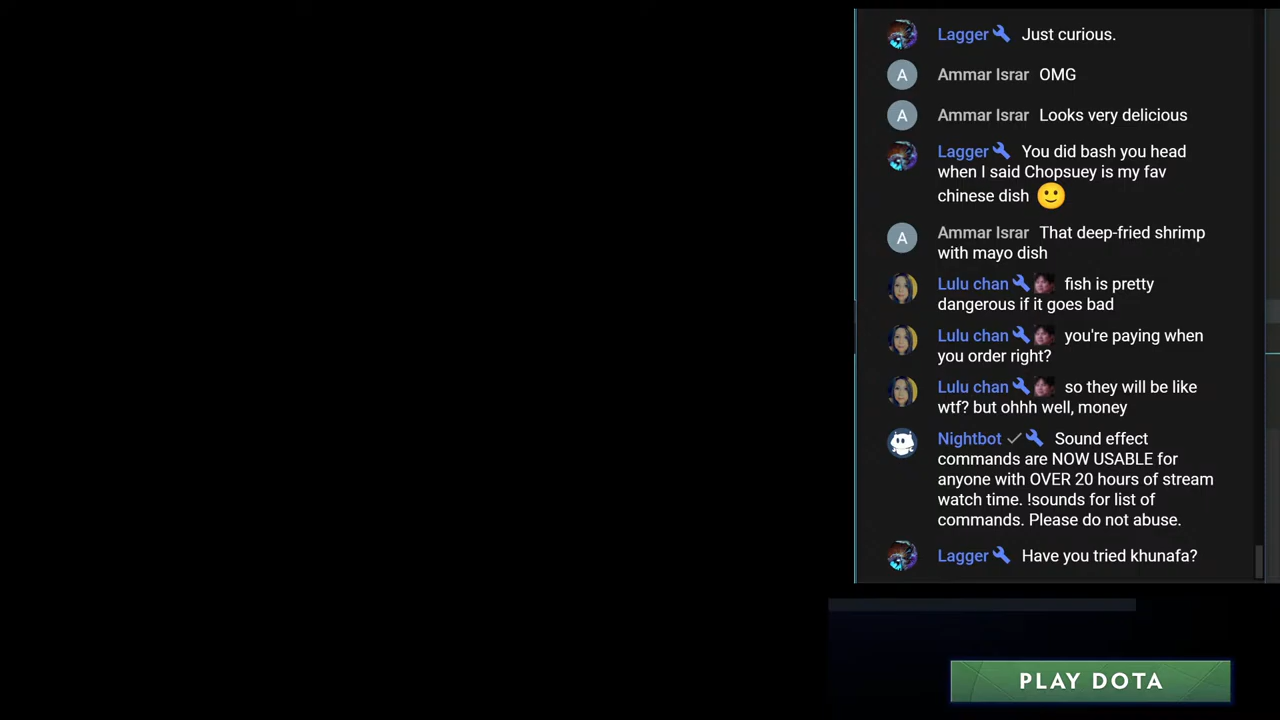 Lagger Just curious.
A Ammar Israr OMG
A Ammar Israr Looks very delicious
Lagger You did bash you head
when I said Chopsuey is my fav
chinese dish 🙂
A Ammar Israr That deep-fried shrimp
with mayo dish
Lulu chan fish is pretty
dangerous if it goes bad
Lulu chan you're paying when
you order right?
Lulu chan so they will be like
wtf? but ohhh well, money
Nightbot Sound effect
commands are NOW USABLE for
anyone with OVER 20 hours of stream
watch time. !sounds for list of
commands. Please do not abuse.
Lagger Have you tried khunafa?
PLAY DOTA